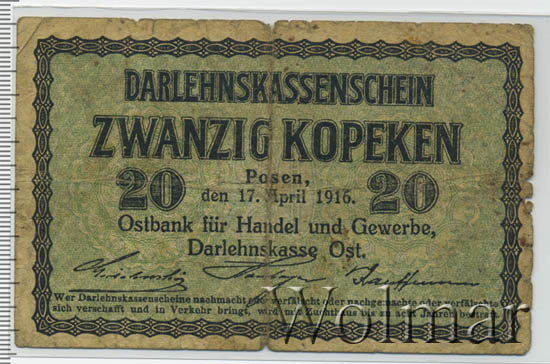 DARLEHNSKASSENSCHEIN
ZWANZIG KOPEKEN
20 Posen, 20
den 17. April 1916.
Ostbank für Handel und Gewerbe,
Darlehnskasse Ost.
Wer Darlehnskassenscheine nachmacht oder verfälscht oder nachgemachte oder verfälschte
sich verschafft und in Verkehr bringt, wird mit Zuchthaus bis zu acht Jahren bestraft.
Wolmar